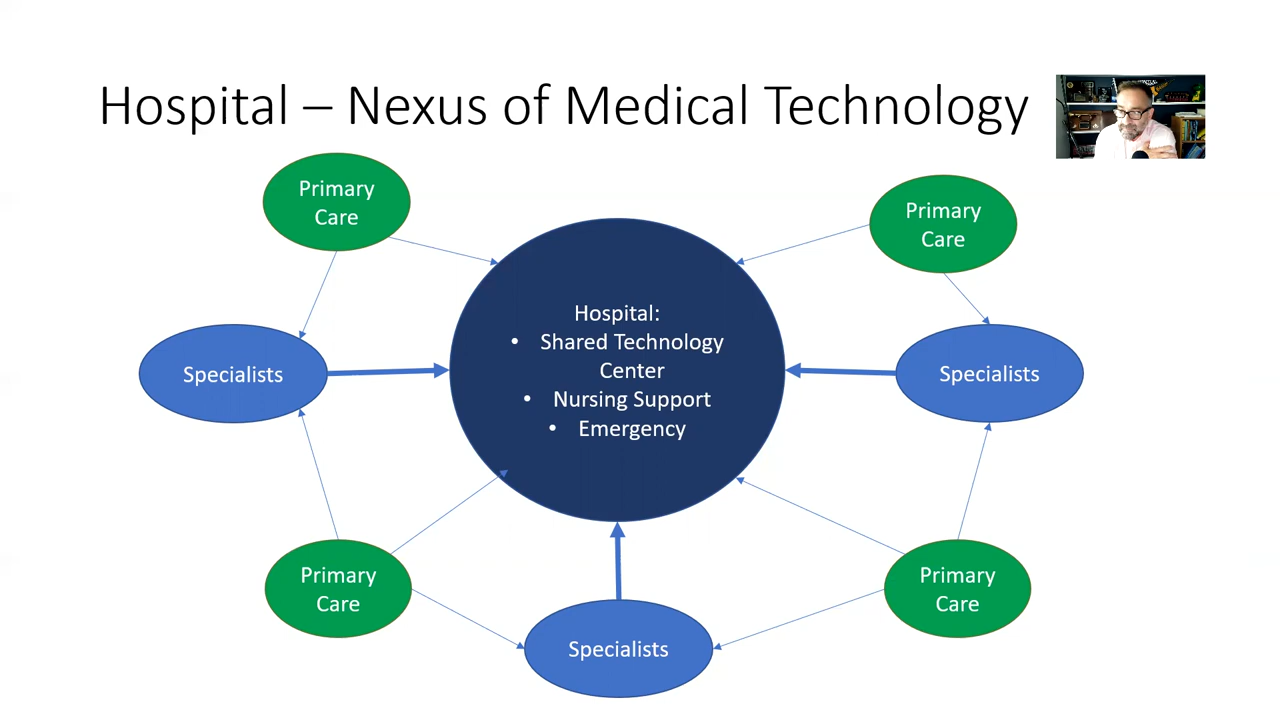 Hospital – Nexus of Medical Technology
Primary
Care
Primary
Care
Hospital:
• Shared Technology
Center
• Nursing Support
• Emergency
Specialists
Specialists
Primary
Care
Primary
Care
Specialists